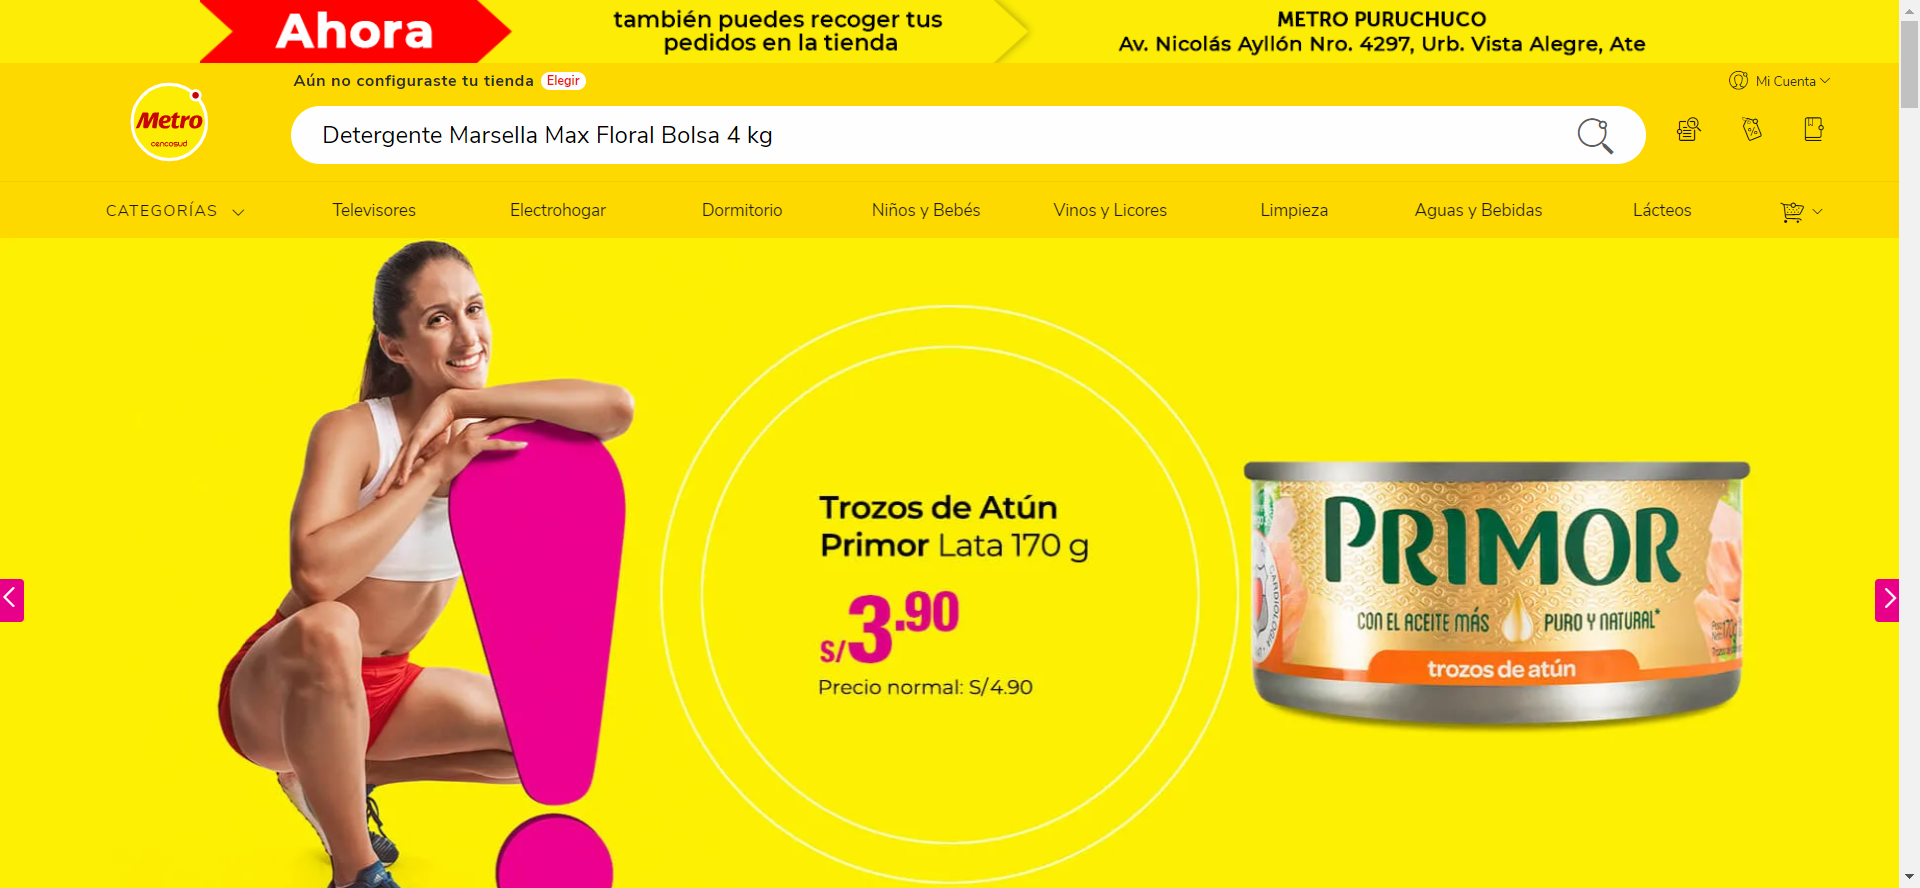 Ahora
también puedes recoger tus
pedidos en la tienda
METRO PURUCHUCO
Av. Nicolás Ayllón Nro. 4297, Urb. Vista Alegre, Ate
Aún no configuraste tu tienda Elegir
Mi Cuenta
Metro
cencosud
Detergente Marsella Max Floral Bolsa 4 kg
CATEGORÍAS Televisores Electrohogar Dormitorio Niños y Bebés Vinos y Licores Limpieza Aguas y Bebidas Lácteos
Trozos de Atún
Primor Lata 170 g
S/3.90
Precio normal: S/4.90
PRIMOR
CON EL ACEITE MÁS PURO Y NATURAL*
trozos de atún
CARDIOLOGÍA
170g